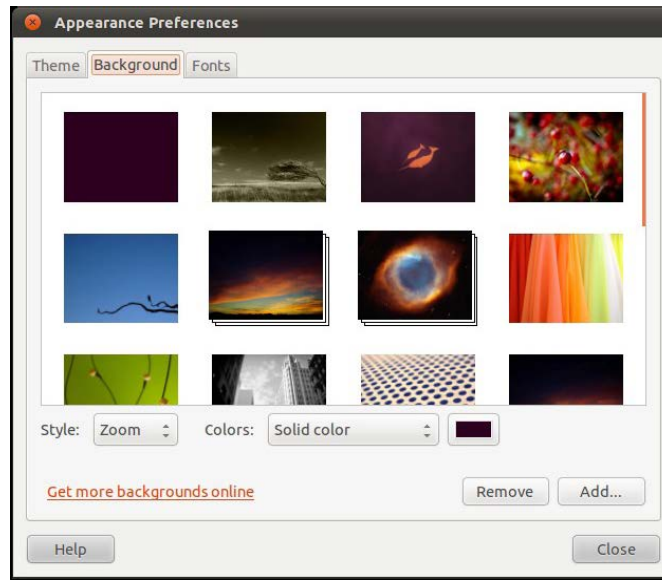 Appearance Preferences
Theme Background Fonts
Style: Zoom Colors: Solid color
Get more backgrounds online Remove Add...
Help Close